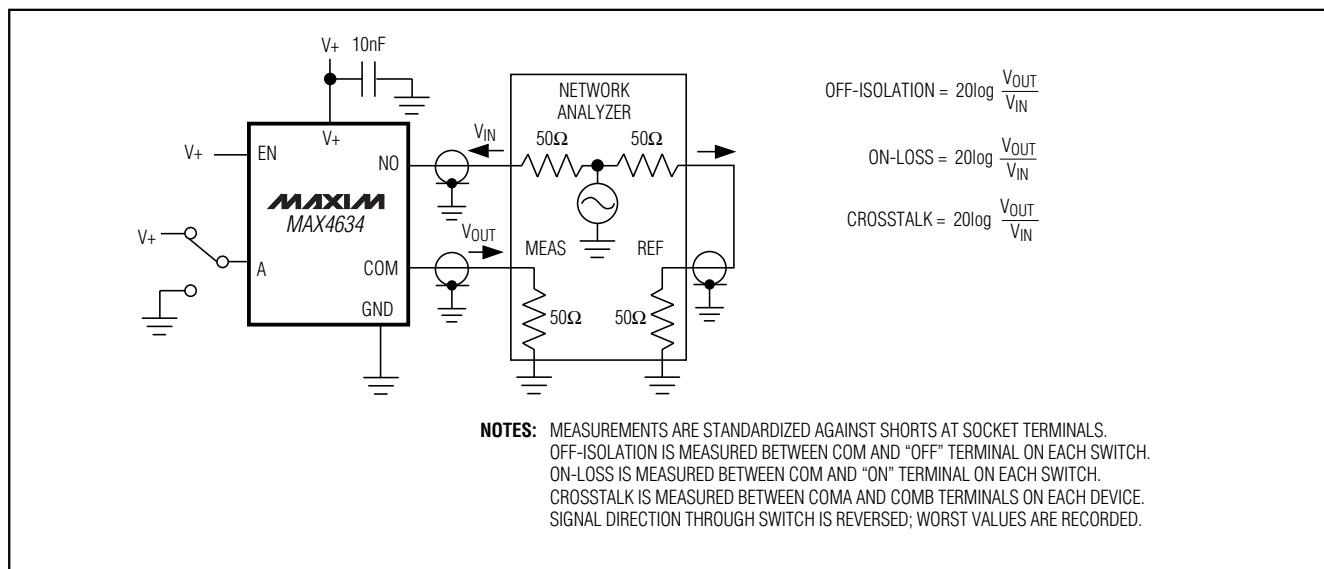 V+ 10nF
V+
V+ EN
NO
MAXIM
MAX4634
V+
A
COM
GND
VIN
VOUT
NETWORK
ANALYZER
50Ω 50Ω
MEAS REF
50Ω 50Ω
OFF-ISOLATION = 20log VOUT
VIN
ON-LOSS = 20log VOUT
VIN
CROSSTALK = 20log VOUT
VIN
NOTES: MEASUREMENTS ARE STANDARDIZED AGAINST SHORTS AT SOCKET TERMINALS.
OFF-ISOLATION IS MEASURED BETWEEN COM AND “OFF” TERMINAL ON EACH SWITCH.
ON-LOSS IS MEASURED BETWEEN COM AND “ON” TERMINAL ON EACH SWITCH.
CROSSTALK IS MEASURED BETWEEN COMA AND COMB TERMINALS ON EACH DEVICE.
SIGNAL DIRECTION THROUGH SWITCH IS REVERSED; WORST VALUES ARE RECORDED.